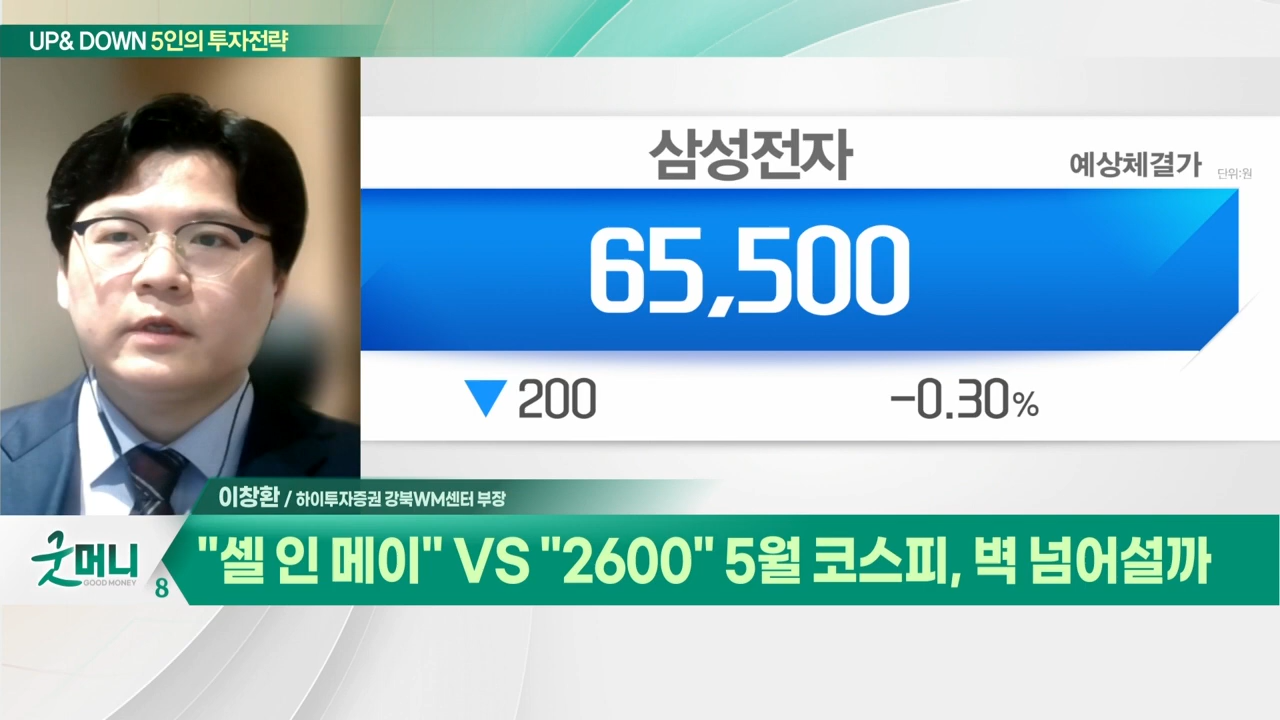 UP& DOWN 5인의 투자전략
삼성전자
예상체결가
단위:원
65,500
▼ 200
-0.30%
이창환 / 하이투자증권 강북WM센터 부장
굿머니
GOOD MONEY
8
"셀 인 메이" VS "2600" 5월 코스피, 벽 넘어설까